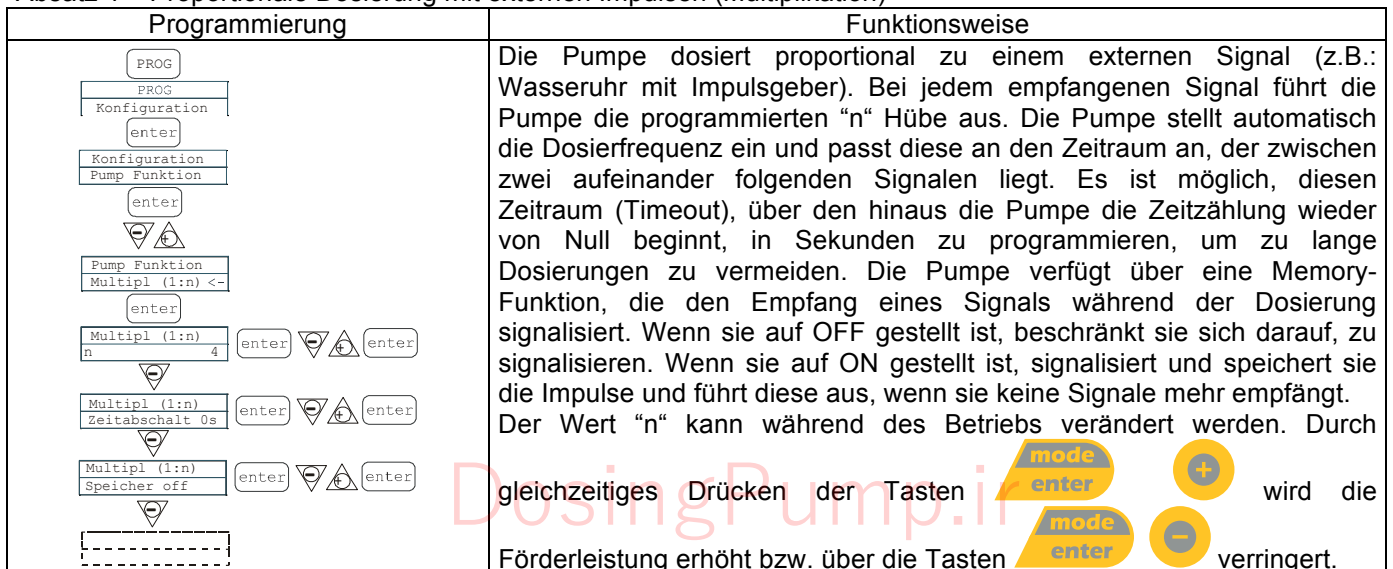 Absatz 1 – Proportionale Dosierung mit externen Impulsen (Multiplikation)
Programmierung
Funktionsweise
PROG
PROG
Konfiguration
enter
Konfiguration
Pump Funktion
enter
Pump Funktion
Multipl (1:n) <-
enter
Multipl (1:n)
n 4
enter
enter
Multipl (1:n)
Zeitabschalt 0s
enter
enter
Multipl (1:n)
Speicher off
enter
enter
Die Pumpe dosiert proportional zu einem externen Signal (z.B.:
Wasseruhr mit Impulsgeber). Bei jedem empfangenen Signal führt die
Pumpe die programmierten “n“ Hübe aus. Die Pumpe stellt automatisch
die Dosierfrequenz ein und passt diese an den Zeitraum an, der zwischen
zwei aufeinander folgenden Signalen liegt. Es ist möglich, diesen
Zeitraum (Timeout), über den hinaus die Pumpe die Zeitzählung wieder
von Null beginnt, in Sekunden zu programmieren, um zu lange
Dosierungen zu vermeiden. Die Pumpe verfügt über eine Memory-
Funktion, die den Empfang eines Signals während der Dosierung
signalisiert. Wenn sie auf OFF gestellt ist, beschränkt sie sich darauf, zu
signalisieren. Wenn sie auf ON gestellt ist, signalisiert und speichert sie
die Impulse und führt diese aus, wenn sie keine Signale mehr empfängt.
Der Wert “n“ kann während des Betriebs verändert werden. Durch
gleichzeitiges Drücken der Tasten mode enter + wird die
Förderleistung erhöht bzw. über die Tasten mode enter - verringert.
DosingPump.ir